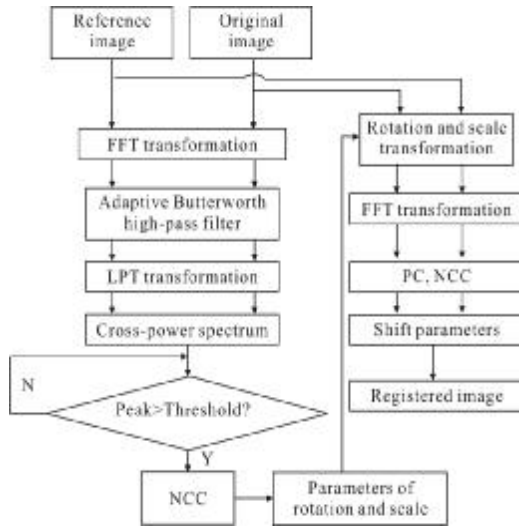 Reference
image
Original
image
FFT transformation
Adaptive Butterworth
high-pass filter
LPT transformation
Cross-power spectrum
N
Peak>Threshold?
Y
NCC
Parameters of
rotation and scale
Rotation and scale
transformation
FFT transformation
PC, NCC
Shift parameters
Registered image